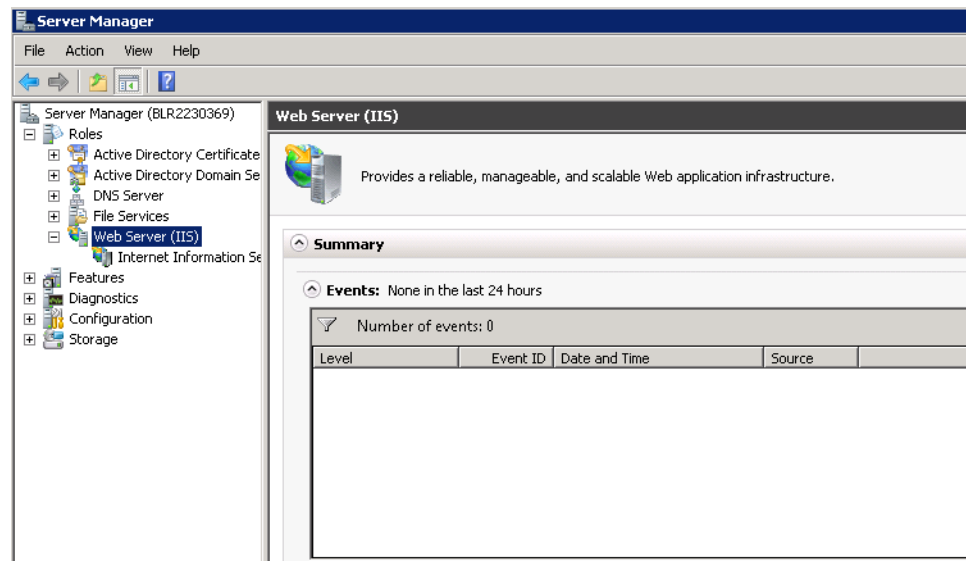 Server Manager
File Action View Help
Server Manager (BLR2230369)
Roles
Active Directory Certificate
Active Directory Domain Se
DNS Server
File Services
Web Server (IIS)
Internet Information Se
Features
Diagnostics
Configuration
Storage
Web Server (IIS)
Provides a reliable, manageable, and scalable Web application infrastructure.
Summary
Events: None in the last 24 hours
Number of events: 0
Level Event ID Date and Time Source